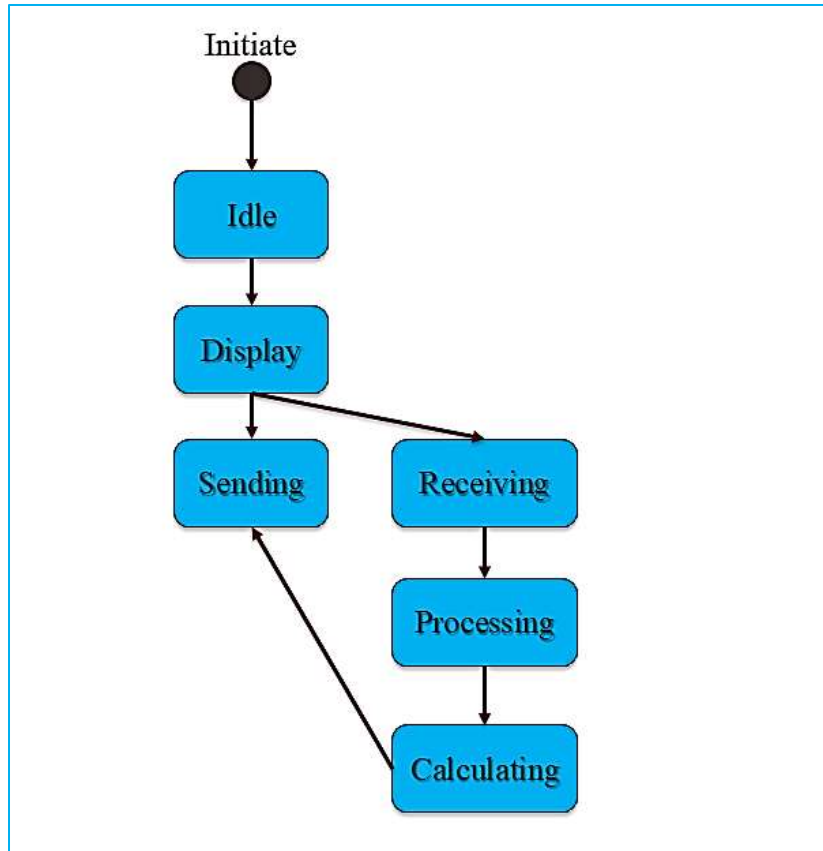 Initiate
Idle
Display
Sending
Receiving
Processing
Calculating